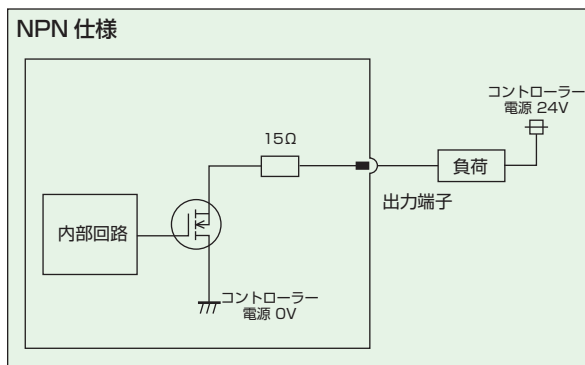 NPN 仕様
コントローラー
電源 24V
15Ω
負荷
出力端子
内部回路
コントローラー
電源 0V